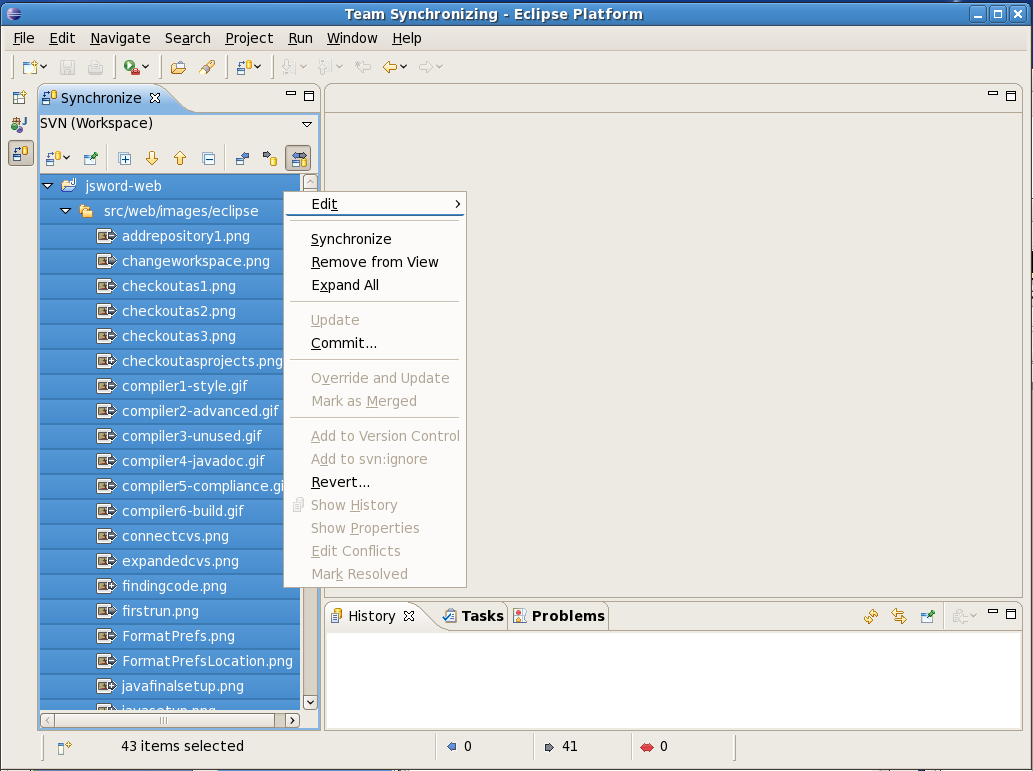 Team Synchronizing - Eclipse Platform
File Edit Navigate Search Project Run Window Help
Synchronize
SVN (Workspace)
jsword-web
src/web/images/eclipse
addrepository1.png
changeworkspace.png
checkoutas1.png
checkoutas2.png
checkoutas3.png
checkoutasprojects.png
compiler1-style.gif
compiler2-advanced.gif
compiler3-unused.gif
compiler4-javadoc.gif
compiler5-compliance.gi
compiler6-build.gif
connectcvs.png
expandedcvs.png
findingcode.png
firstrun.png
FormatPrefs.png
FormatPrefsLocation.png
javafinalsetup.png
javasetup.png
Edit
Synchronize
Remove from View
Expand All
Update
Commit...
Override and Update
Mark as Merged
Add to Version Control
Add to svn:ignore
Revert...
Show History
Show Properties
Edit Conflicts
Mark Resolved
History Tasks Problems
43 items selected 0 41 0